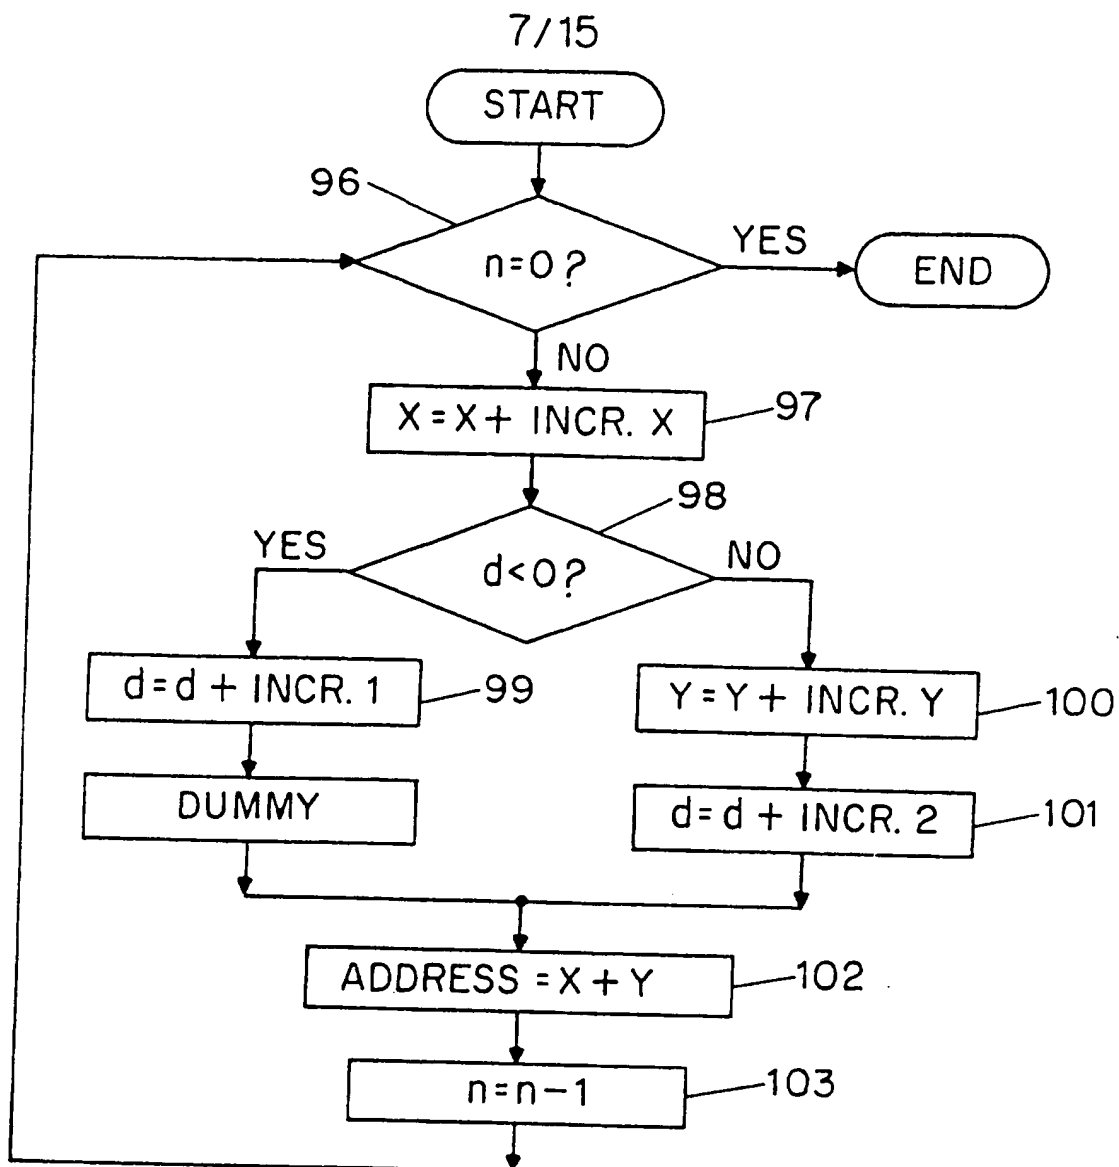 7/15
START
96
n=0?
YES
END
NO
X=X+ INCR. X
97
98
YES
d<0?
NO
d=d + INCR. 1
99
Y=Y + INCR. Y
100
DUMMY
d=d + INCR. 2
101
ADDRESS =X+Y
102
n=n-1
103